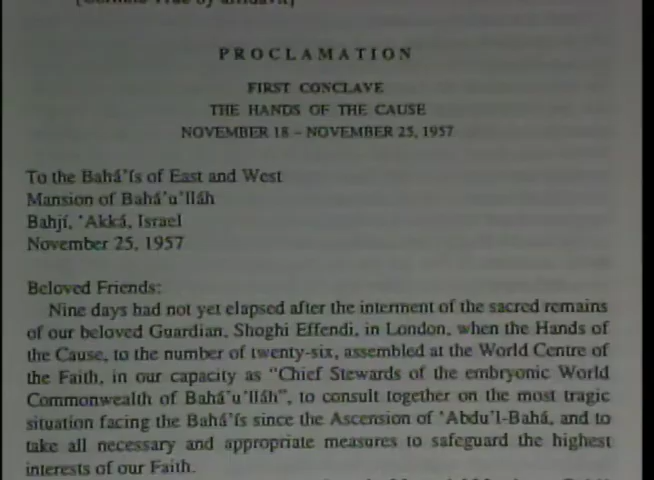 PROCLAMATION
FIRST CONCLAVE
THE HANDS OF THE CAUSE
NOVEMBER 18 – NOVEMBER 25, 1957
To the Bahá'ís of East and West
Mansion of Bahá'u'lláh
Bahjí, 'Akká, Israel
November 25, 1957
Beloved Friends:
Nine days had not yet elapsed after the interment of the sacred remains
of our beloved Guardian, Shoghi Effendi, in London, when the Hands of
the Cause, to the number of twenty-six, assembled at the World Centre of
the Faith, in our capacity as “Chief Stewards of the embryonic World
Commonwealth of Bahá'u'lláh”, to consult together on the most tragic
situation facing the Bahá'ís since the Ascension of 'Abdu'l-Bahá, and to
take all necessary and appropriate measures to safeguard the highest
interests of our Faith.